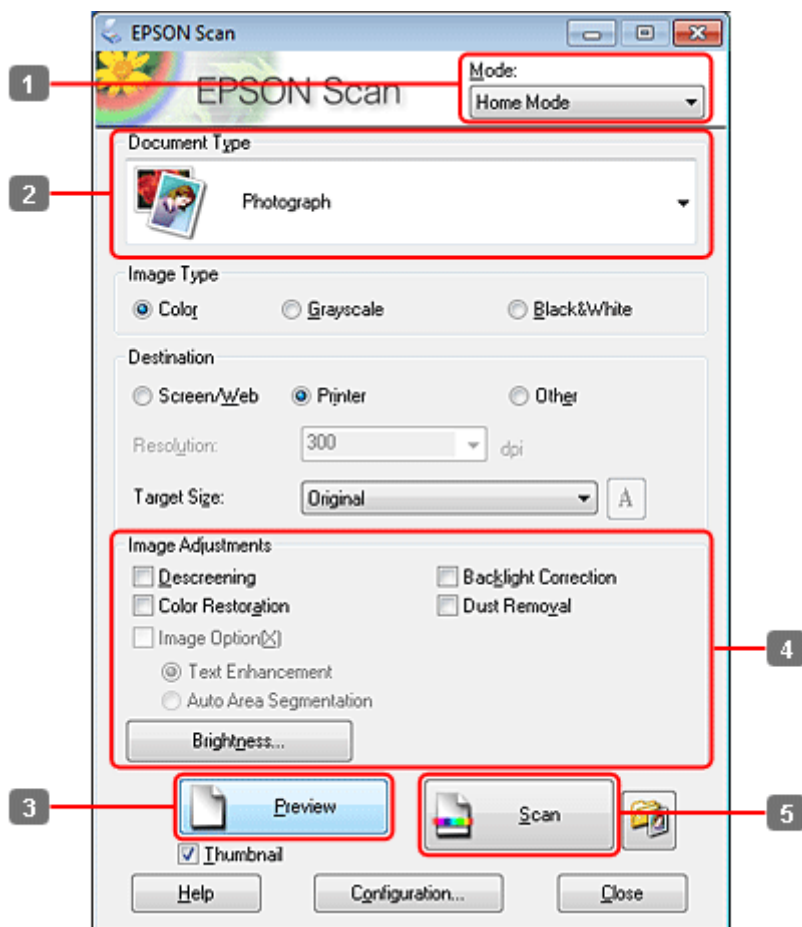 EPSON Scan
EPSON Scan
Mode:
1
Home Mode
Document Type
2
Photograph
Image Type
Color Grayscale Black&White
Destination
Screen/Web Printer Other
Resolution: 300 dpi
Target Size: Original A
Image Adjustments
Descreening Backlight Correction
Color Restoration Dust Removal
Image Option(X)
4
Text Enhancement
Auto Area Segmentation
Brightness...
3 Preview Scan 5
Thumbnail
Help Configuration... Close